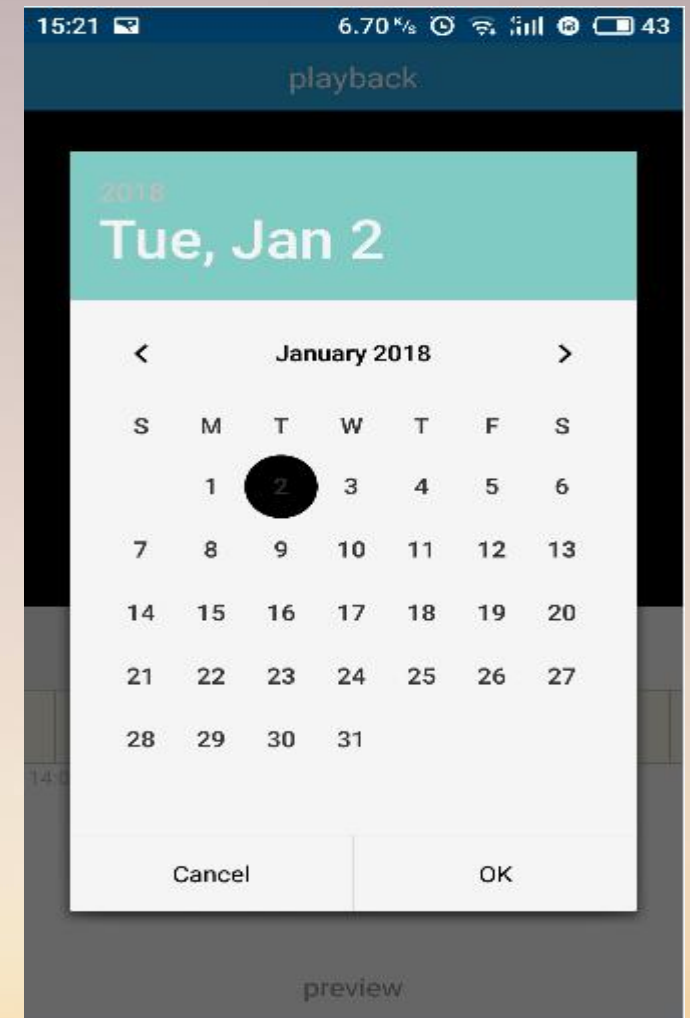 15:21 6.70 K/s 43
playback
2018
Tue, Jan 2
January 2018
S M T W T F S
1 2 3 4 5 6
7 8 9 10 11 12 13
14 15 16 17 18 19 20
21 22 23 24 25 26 27
28 29 30 31
Cancel OK
preview